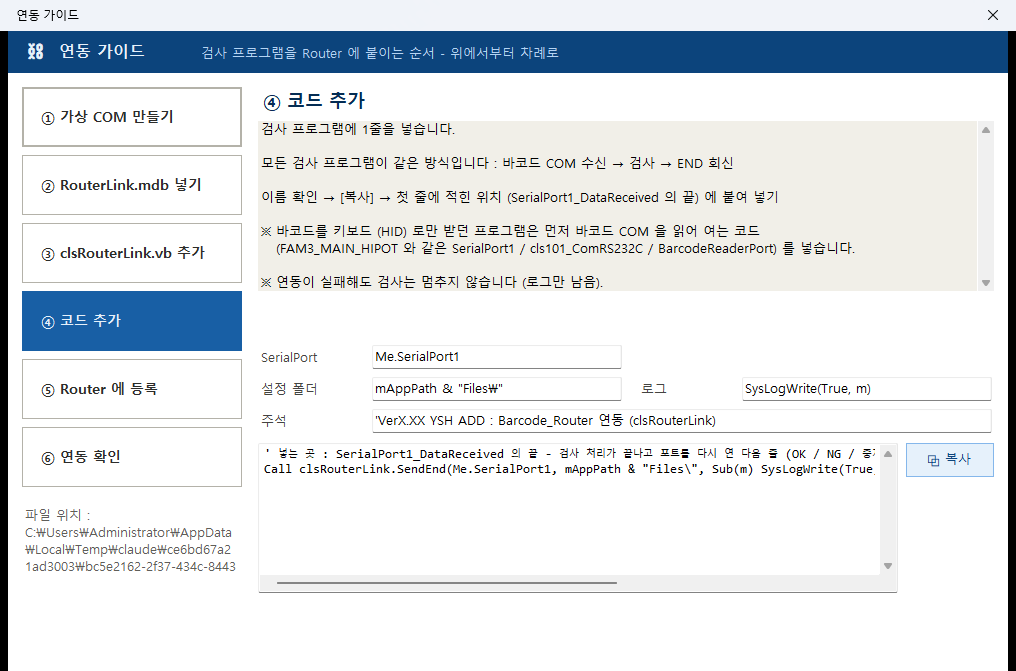 연동 가이드
연동 가이드
검사 프로그램을 Router 에 붙이는 순서 - 위에서부터 차례로
① 가상 COM 만들기
② RouterLink.mdb 넣기
③ clsRouterLink.vb 추가
④ 코드 추가
⑤ Router 에 등록
⑥ 연동 확인
파일 위치 :
C:₩Users₩Administrator₩AppData
₩Local₩Temp₩claude₩ce6bd67a2
1ad3003₩bc5e2162-2f37-434c-8443
④ 코드 추가
검사 프로그램에 1줄을 넣습니다.
모든 검사 프로그램이 같은 방식입니다 : 바코드 COM 수신 → 검사 → END 회신
이름 확인 → [복사] → 첫 줄에 적힌 위치 (SerialPort1_DataReceived 의 끝) 에 붙여 넣기
※ 바코드를 키보드 (HID) 로만 받던 프로그램은 먼저 바코드 COM 을 읽어 여는 코드
(FAM3_MAIN_HIPOT 와 같은 SerialPort1 / cls101_ComRS232C / BarcodeReaderPort) 를 넣습니다.
※ 연동이 실패해도 검사는 멈추지 않습니다 (로그만 남음).
SerialPort
Me.SerialPort1
설정 폴더
mAppPath & "Files₩"
로그
SysLogWrite(True, m)
주석
'VerX.XX YSH ADD : Barcode_Router 연동 (clsRouterLink)
' 넣는 곳 : SerialPort1_DataReceived 의 끝 - 검사 처리가 끝나고 포트를 다시 연 다음 줄 (OK / NG / 중지
Call clsRouterLink.SendEnd(Me.SerialPort1, mAppPath & "Files\", Sub(m) SysLogWrite(True,
복사